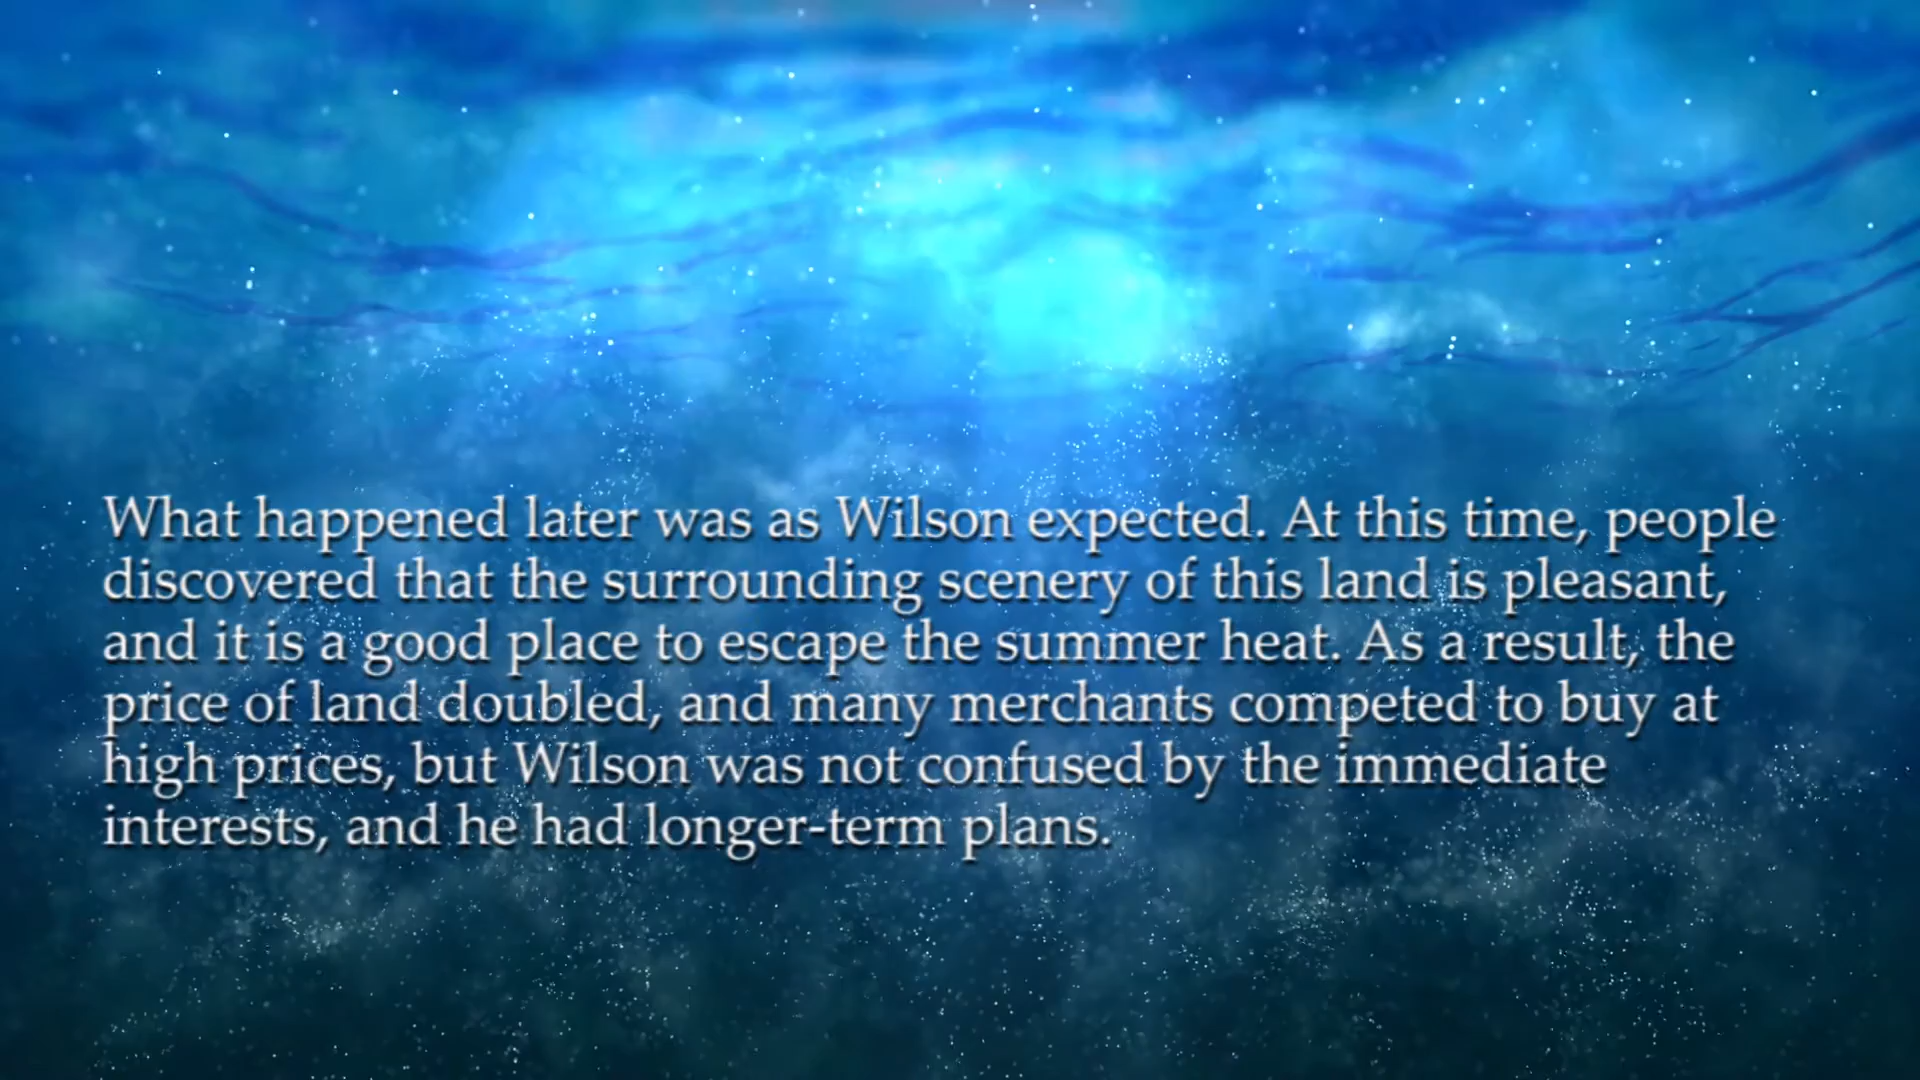 What happened later was as Wilson expected. At this time, people
discovered that the surrounding scenery of this land is pleasant,
and it is a good place to escape the summer heat. As a result, the
price of land doubled, and many merchants competed to buy at
high prices, but Wilson was not confused by the immediate
interests, and he had longer-term plans.